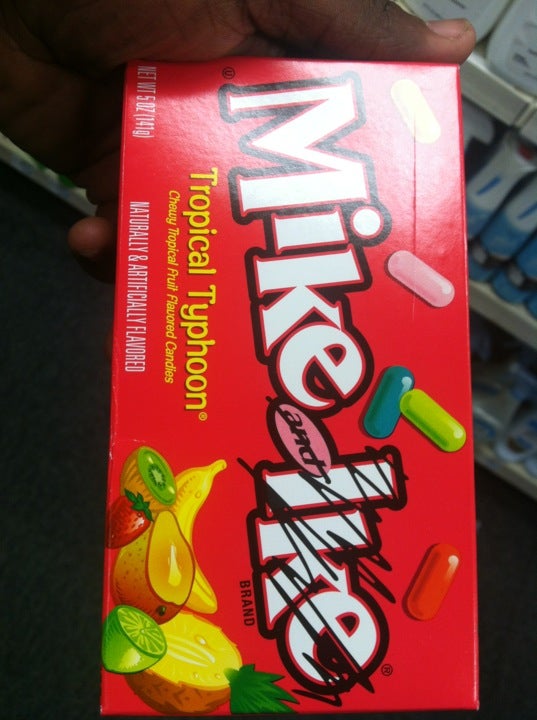 Mike
and
Ike
®
BRAND
Tropical Typhoon®
Chewy Tropical Fruit Flavored Candies
NET WT 5 OZ (141g)
NATURALLY & ARTIFICIALLY FLAVORED